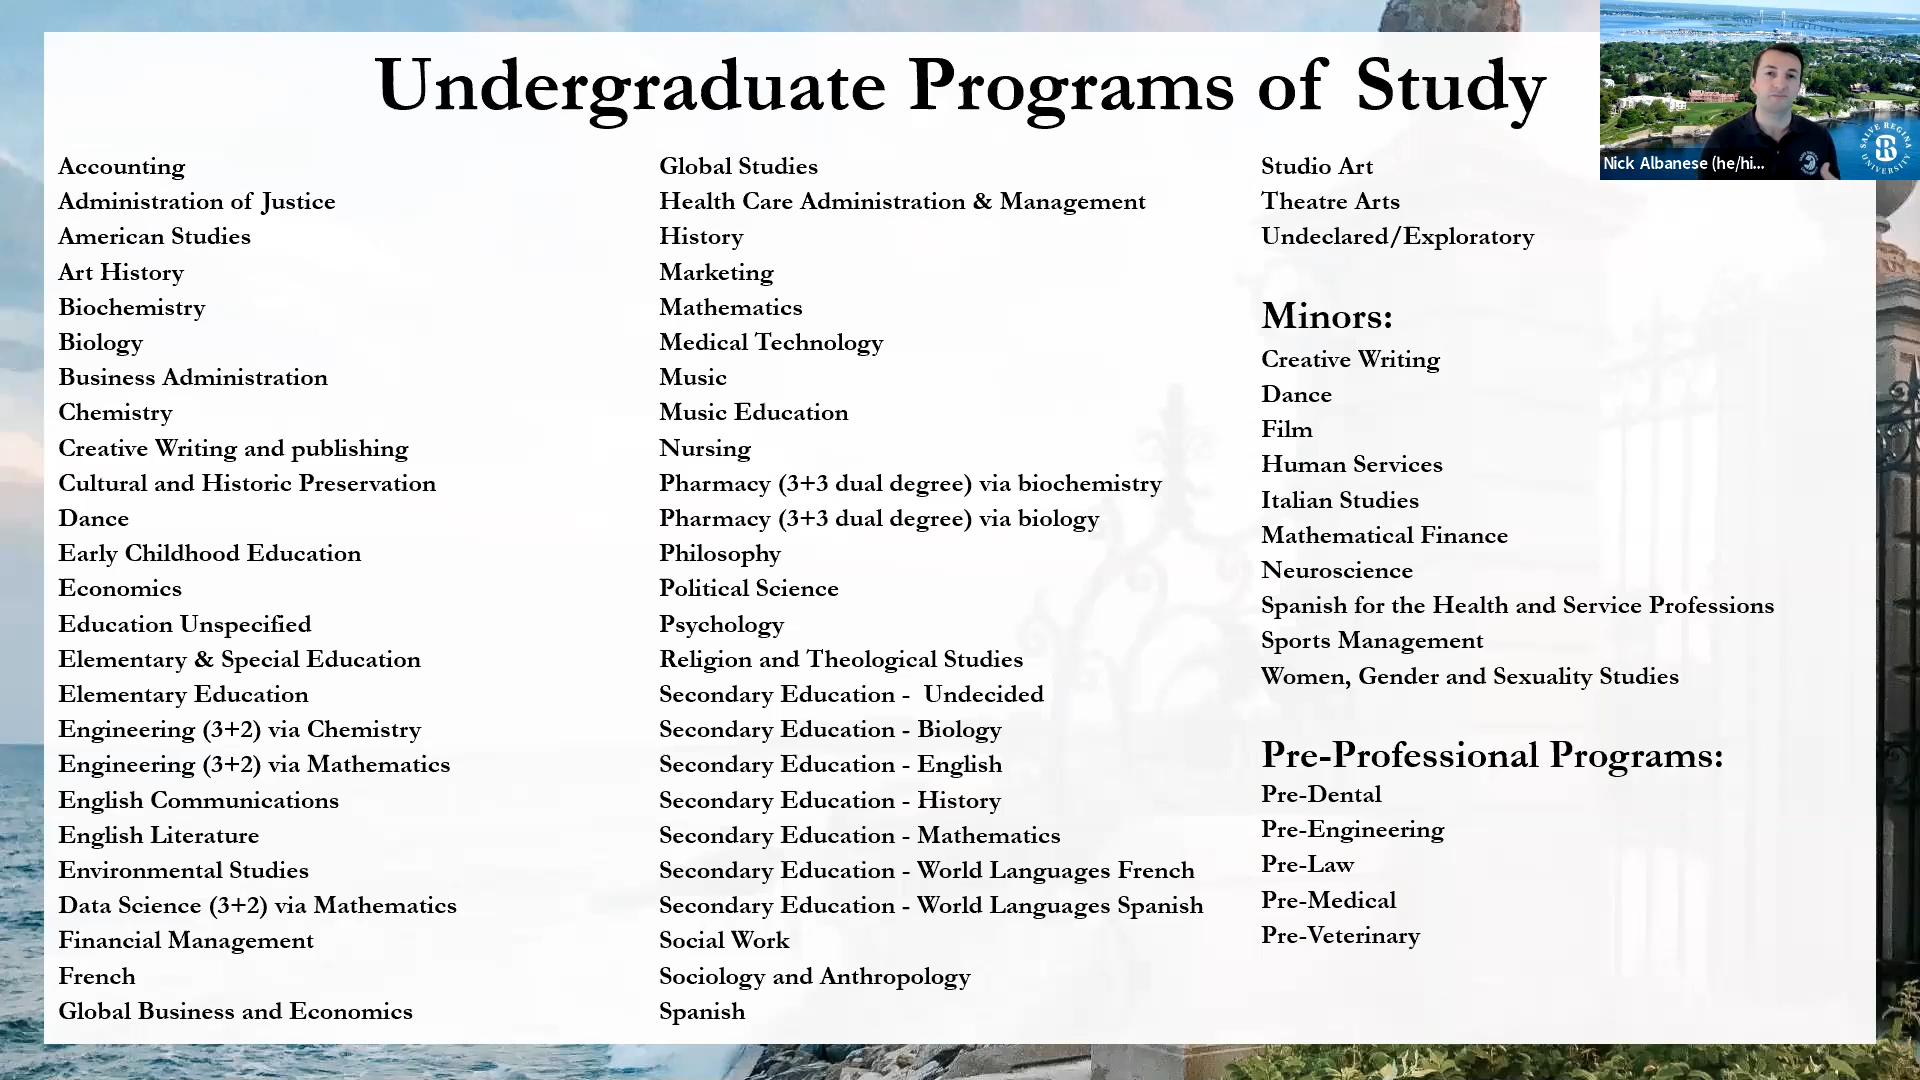 Undergraduate Programs of Study
Accounting
Administration of Justice
American Studies
Art History
Biochemistry
Biology
Business Administration
Chemistry
Creative Writing and publishing
Cultural and Historic Preservation
Dance
Early Childhood Education
Economics
Education Unspecified
Elementary & Special Education
Elementary Education
Engineering (3+2) via Chemistry
Engineering (3+2) via Mathematics
English Communications
English Literature
Environmental Studies
Data Science (3+2) via Mathematics
Financial Management
French
Global Business and Economics
Global Studies
Health Care Administration & Management
History
Marketing
Mathematics
Medical Technology
Music
Music Education
Nursing
Pharmacy (3+3 dual degree) via biochemistry
Pharmacy (3+3 dual degree) via biology
Philosophy
Political Science
Psychology
Religion and Theological Studies
Secondary Education -  Undecided
Secondary Education - Biology
Secondary Education - English
Secondary Education - History
Secondary Education - Mathematics
Secondary Education - World Languages French
Secondary Education - World Languages Spanish
Social Work
Sociology and Anthropology
Spanish
Studio Art
Theatre Arts
Undeclared/Exploratory
Minors:
Creative Writing
Dance
Film
Human Services
Italian Studies
Mathematical Finance
Neuroscience
Spanish for the Health and Service Professions
Sports Management
Women, Gender and Sexuality Studies
Pre-Professional Programs:
Pre-Dental
Pre-Engineering
Pre-Law
Pre-Medical
Pre-Veterinary
Nick Albanese (he/hi...
SALVE REGINA
UNIVERSITY